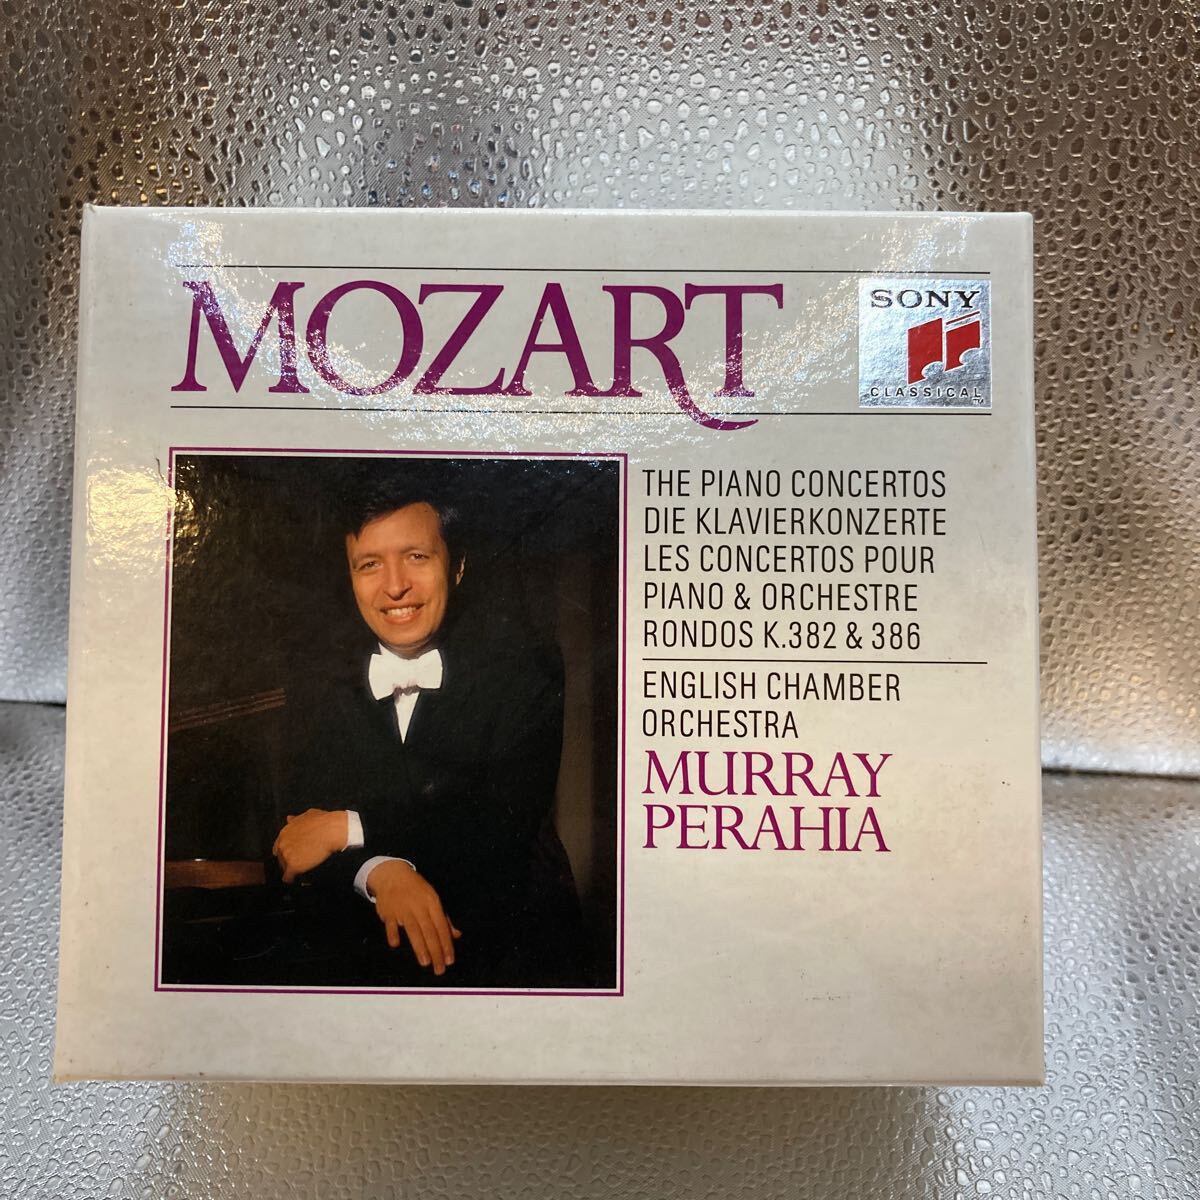 MOZART
SONY
CLASSICAL
TM
THE PIANO CONCERTOS
DIE KLAVIERKONZERTE
LES CONCERTOS POUR
PIANO & ORCHESTRE
RONDOS K.382 & 386
ENGLISH CHAMBER
ORCHESTRA
MURRAY
PERAHIA